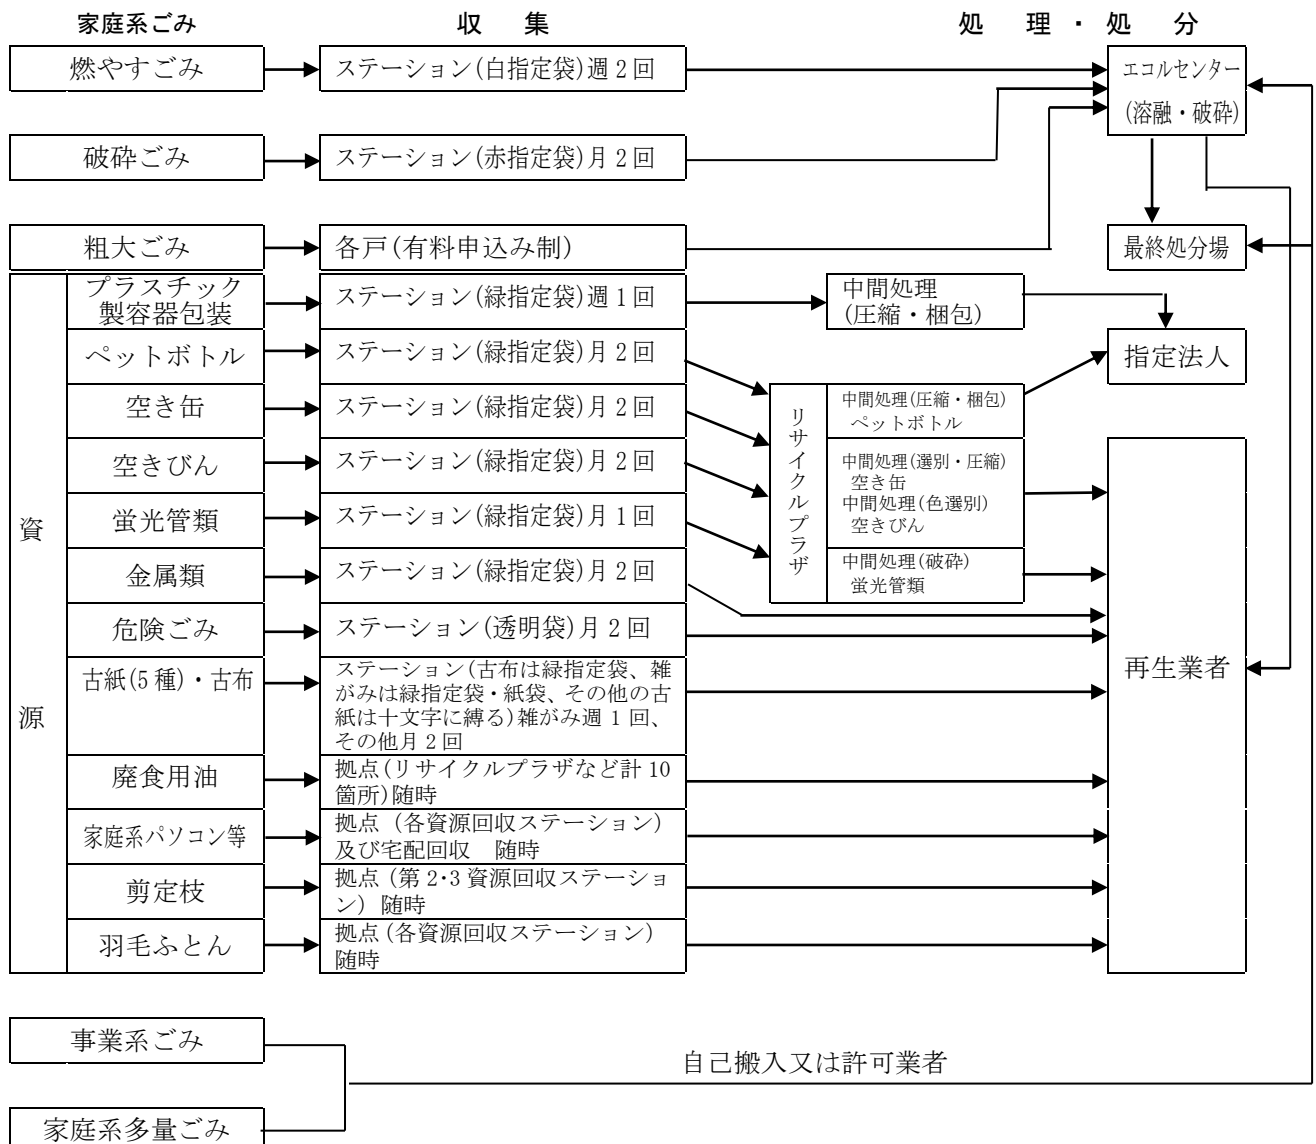 家庭系ごみ 収 集 処 理・処 分
燃やすごみ
ステーション(白指定袋)週2回
エコルセンター
(溶融・破砕)
破砕ごみ
ステーション(赤指定袋)月2回
粗大ごみ
各戸(有料申込み制)
最終処分場
資源
プラスチック
製容器包装
ステーション(緑指定袋)週1回
中間処理
(圧縮・梱包)
ペットボトル
ステーション(緑指定袋)月2回
指定法人
空き缶
ステーション(緑指定袋)月2回
リサイクルプラザ
中間処理(圧縮・梱包)
ペットボトル
空きびん
ステーション(緑指定袋)月2回
中間処理(選別・圧縮)
空き缶
中間処理(色選別)
空きびん
蛍光管類
ステーション(緑指定袋)月1回
中間処理(破砕)
蛍光管類
金属類
ステーション(緑指定袋)月2回
危険ごみ
ステーション(透明袋)月2回
再生業者
古紙(5種)・古布
ステーション(古布は緑指定袋、雑
がみは緑指定袋・紙袋、その他の古
紙は十文字に縛る)雑がみ週1回、
その他月2回
廃食用油
拠点(リサイクルプラザなど計10
箇所)随時
家庭系パソコン等
拠点(各資源回収ステーション)
及び宅配回収 随時
剪定枝
拠点(第2・3資源回収ステーショ
ン)随時
羽毛ふとん
拠点(各資源回収ステーション)
随時
事業系ごみ
自己搬入又は許可業者
家庭系多量ごみ